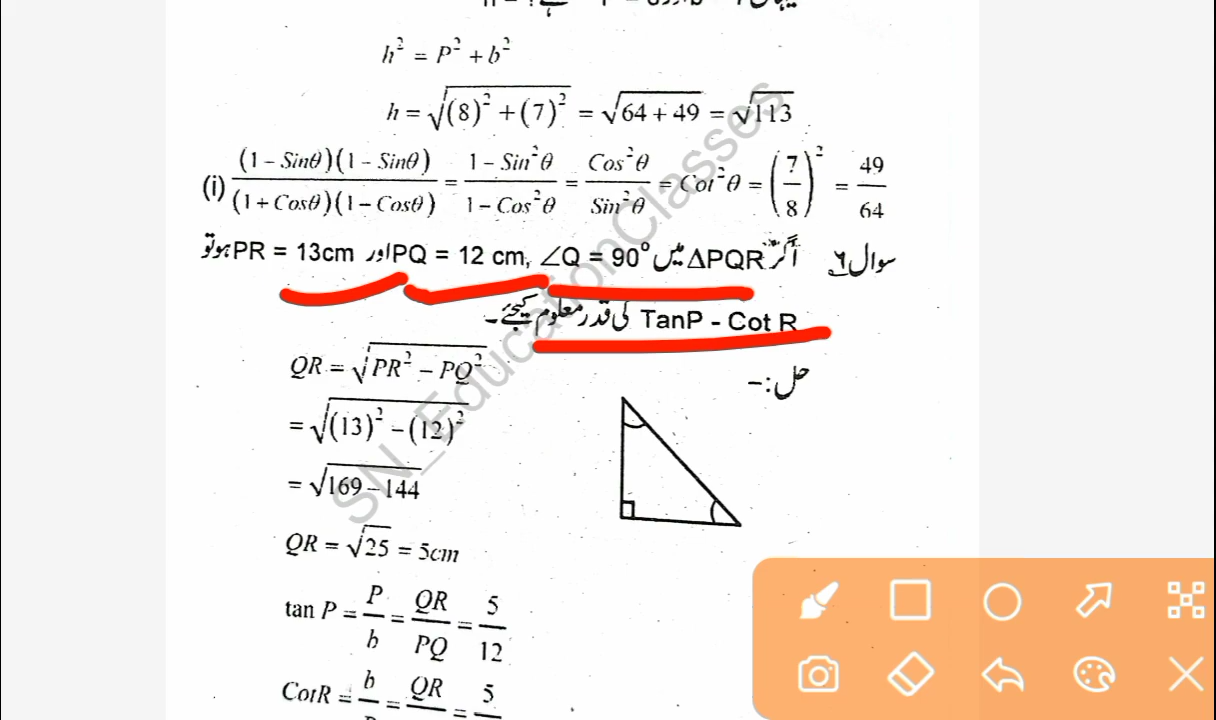 h² = P² + b²
h = √((8)² + (7)²) = √(64 + 49) = √113
(i) (1 − Sinθ)(1 − Sinθ) / (1 + Cosθ)(1 − Cosθ) = 1 − Sin²θ / 1 − Cos²θ = Cos²θ / Sin²θ = Cot²θ = (7/8)² = 49/64
سوال ٦ اگر ΔPQR میں ∠Q = 90°, PQ = 12 cm اور PR = 13cm ہو تو
TanP - Cot R کی قدر معلوم کیجئے۔
حل:−
QR = √(PR² − PQ²)
= √((13)² − (12)²)
= √(169 − 144)
QR = √25 = 5cm
tan P = P/b = QR/PQ = 5/12
CotR = b = QR = 5
SN_EducationClasses